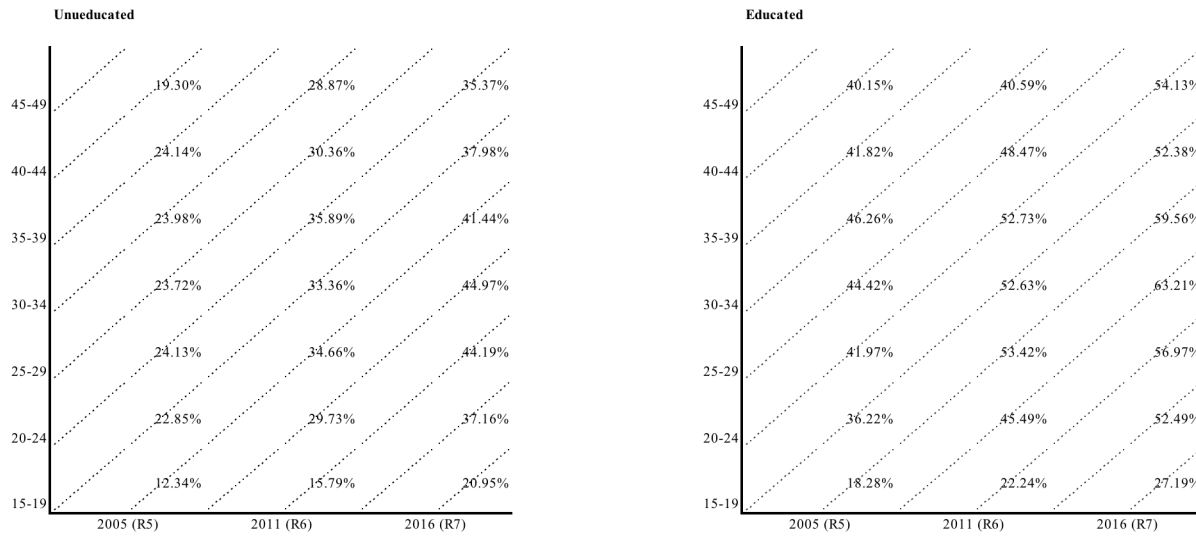 Unueducated
45-49 19.30% 28.87% 35.37%
40-44 24.14% 30.36% 37.98%
35-39 23.98% 35.89% 41.44%
30-34 23.72% 33.36% 44.97%
25-29 24.13% 34.66% 44.19%
20-24 22.85% 29.73% 37.16%
15-19 12.34% 15.79% 20.95%
2005 (R5) 2011 (R6) 2016 (R7)
Educated
45-49 40.15% 40.59% 54.13%
40-44 41.82% 48.47% 52.38%
35-39 46.26% 52.73% 59.56%
30-34 44.42% 52.63% 63.21%
25-29 41.97% 53.42% 56.97%
20-24 36.22% 45.49% 52.49%
15-19 18.28% 22.24% 27.19%
2005 (R5) 2011 (R6) 2016 (R7)